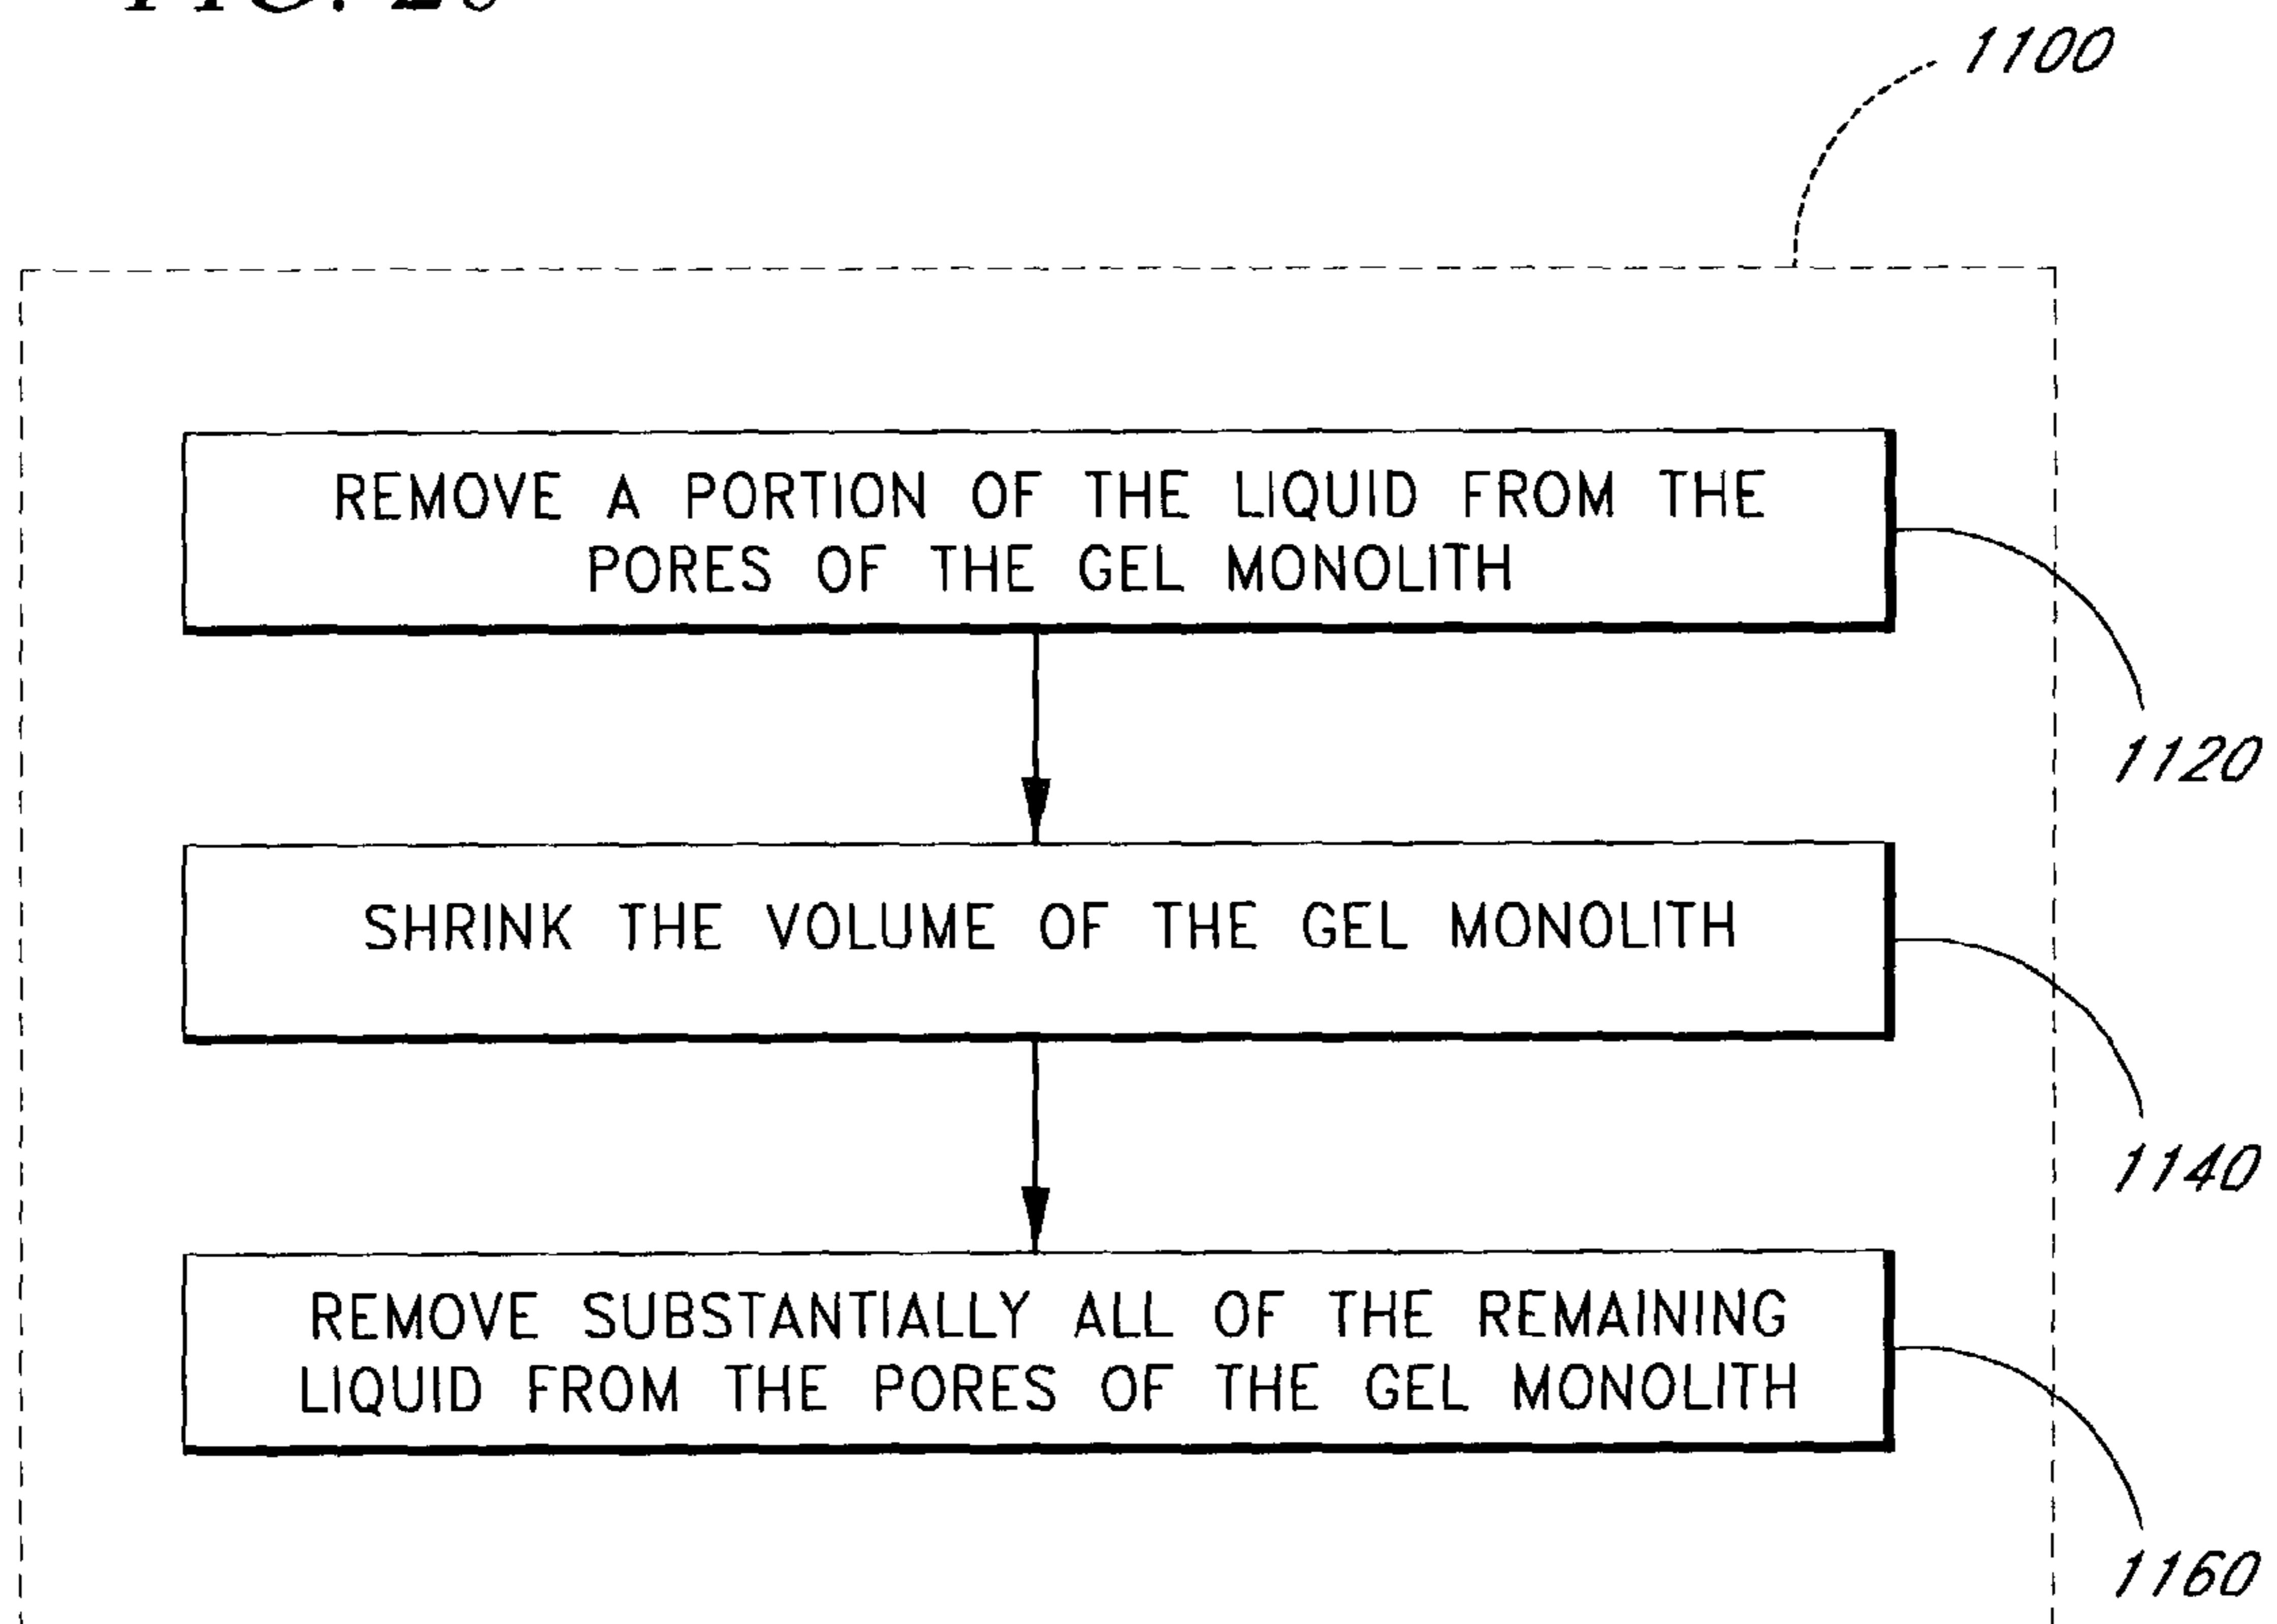 FIG.
1100
REMOVE A PORTION OF THE LIQUID FROM THE
PORES OF THE GEL MONOLITH
1120
SHRINK THE VOLUME OF THE GEL MONOLITH
1140
REMOVE SUBSTANTIALLY ALL OF THE REMAINING
LIQUID FROM THE PORES OF THE GEL MONOLITH
1160